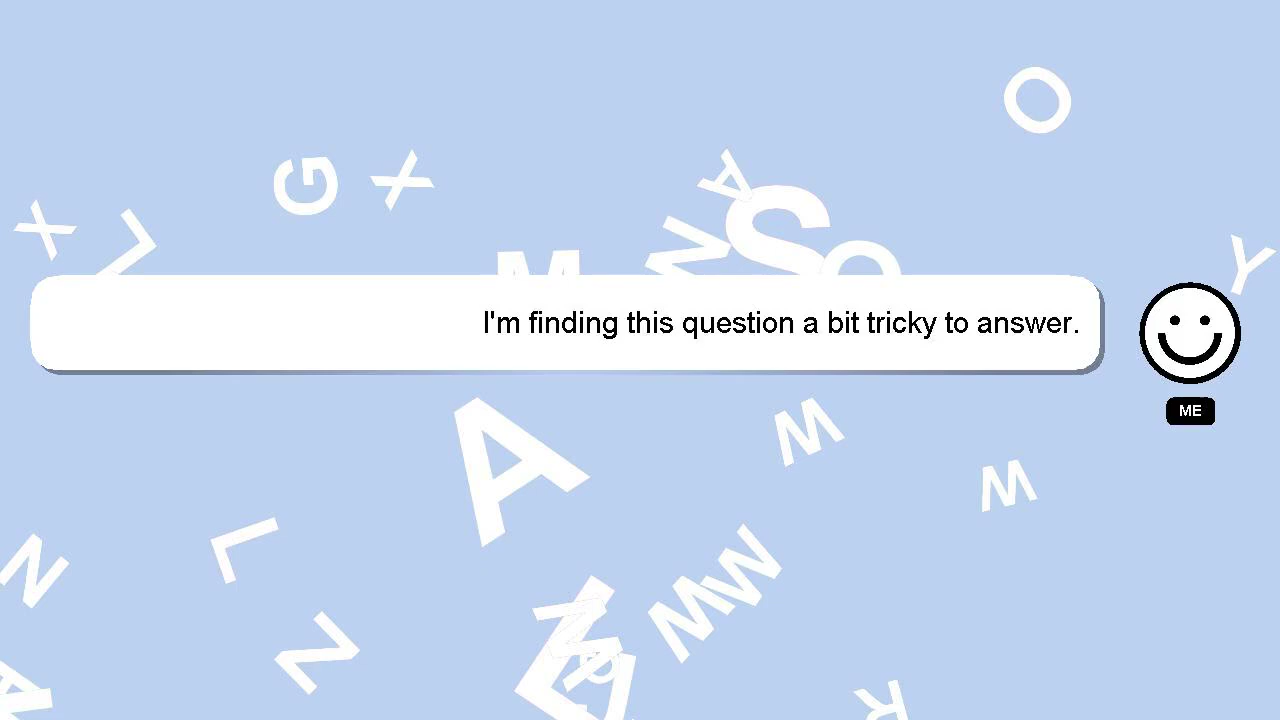 I'm finding this question a bit tricky to answer.
ME
O
G
X
A
X
L
S
N
M
O
Y
A
W
W
L
N
W
M
Z
N
L
A
R